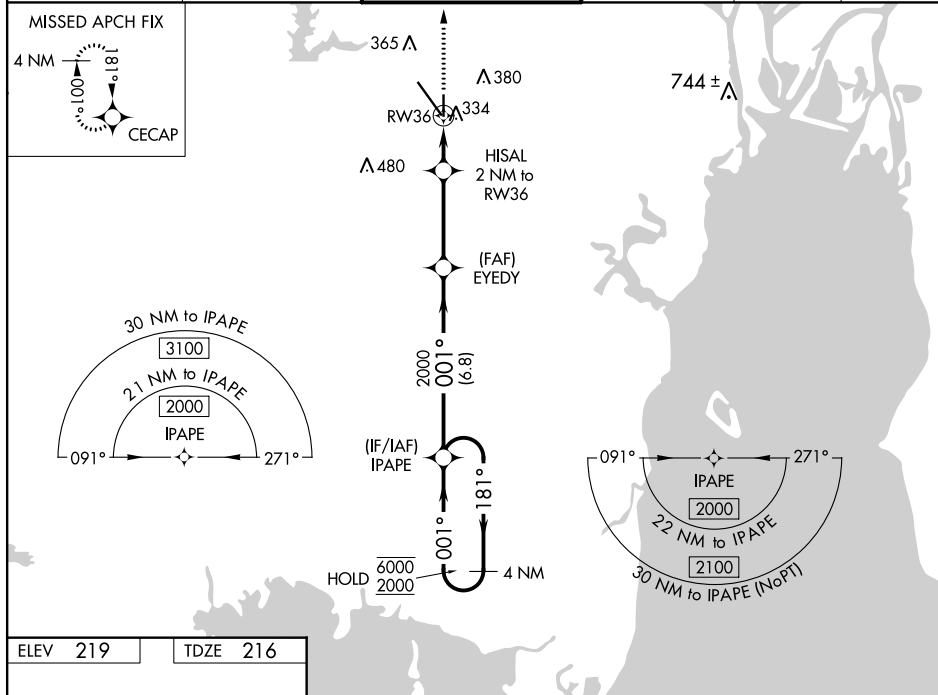 MISSED APCH FIX
4 NM
181°
001°
CECAP
365
380
744 ±
RW36
334
480
HISAL
2 NM to
RW36
(FAF)
EYEDY
30 NM to IPAPE
3100
21 NM to IPAPE
2000
IPAPE
091°
271°
2000
001°
(6.8)
(IF/IAF)
IPAPE
181°
001°
HOLD
6000
2000
4 NM
091°
271°
IPAPE
2000
22 NM to IPAPE
2100
30 NM to IPAPE (NoPT)
ELEV 219
TDZE 216